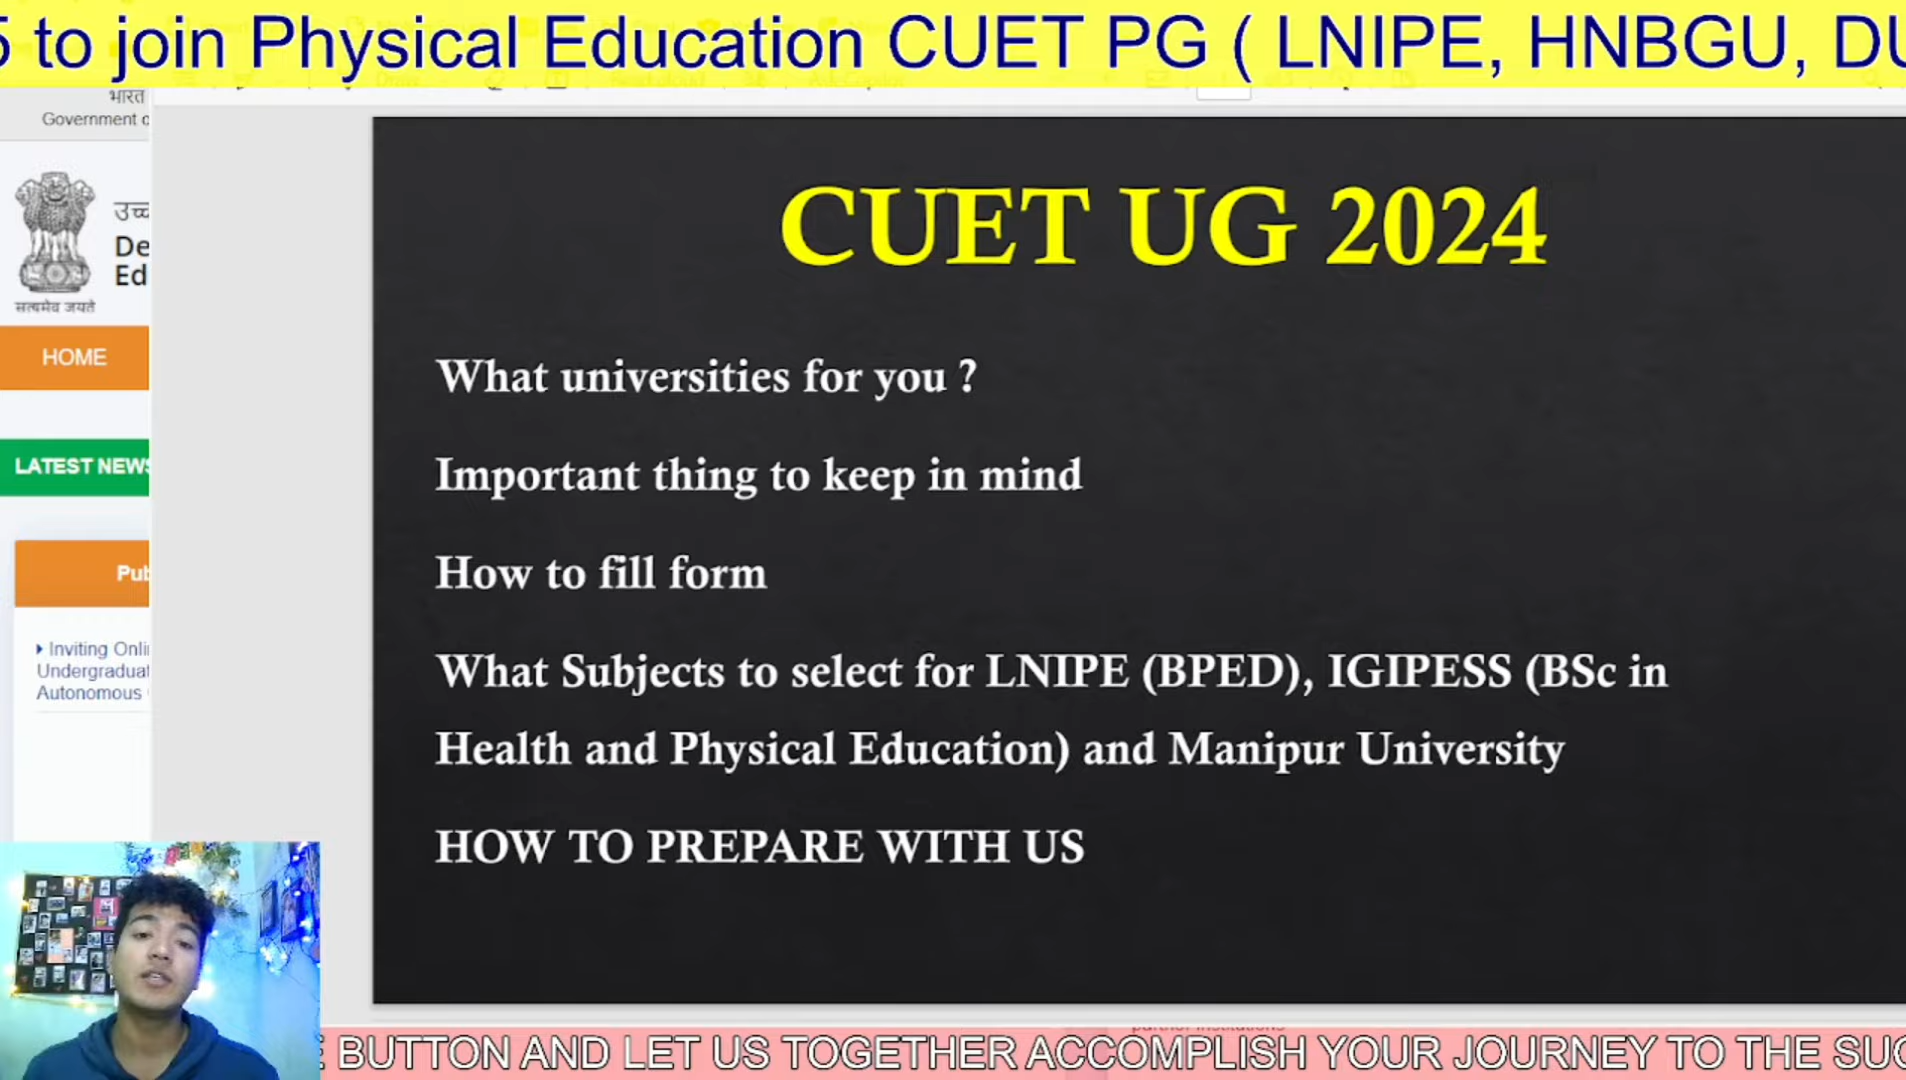 5 to join Physical Education CUET PG ( LNIPE, HNBGU, DU
भारत
Government o
उच्च
De
Ed
सत्यमेव जयते
HOME
LATEST NEWS
Pub
Inviting Onli
Undergraduat
Autonomous
CUET UG 2024
What universities for you ?
Important thing to keep in mind
How to fill form
What Subjects to select for LNIPE (BPED), IGIPESS (BSc in
Health and Physical Education) and Manipur University
HOW TO PREPARE WITH US
BUTTON AND LET US TOGETHER ACCOMPLISH YOUR JOURNEY TO THE SUC